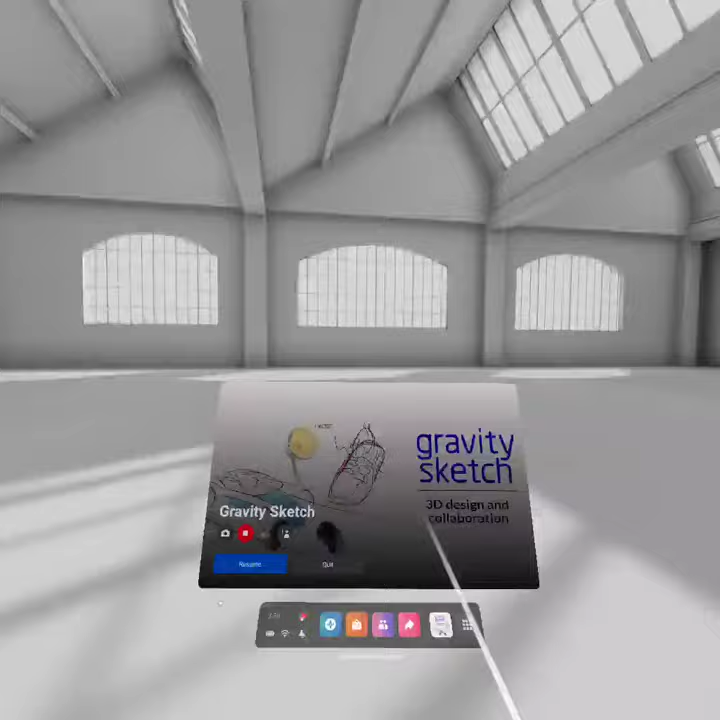 gravity
sketch
3D design and
collaboration
Gravity Sketch
Resume
Quit